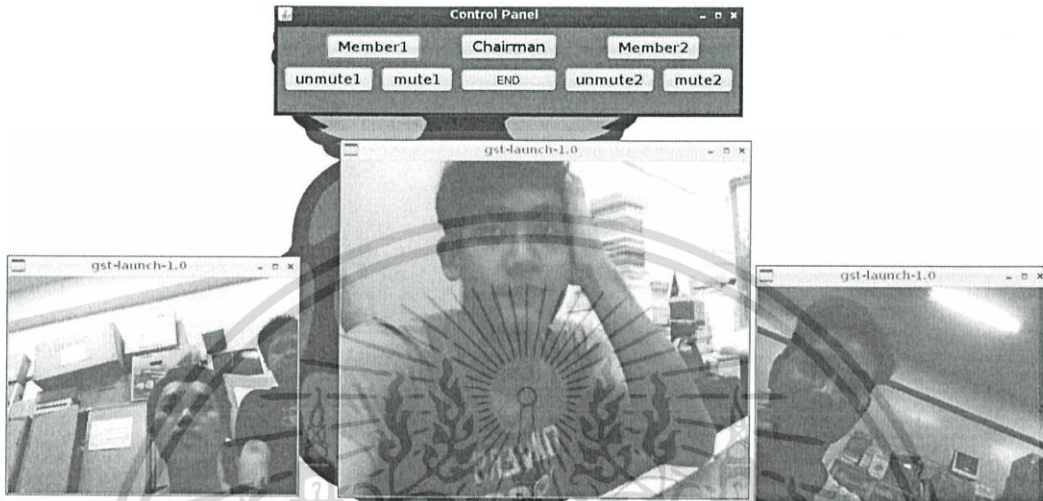 Control Panel
Member1 Chairman Member2
unmute1 mute1 END unmute2 mute2
gst-launch-1.0
gst-launch-1.0
gst-launch-1.0